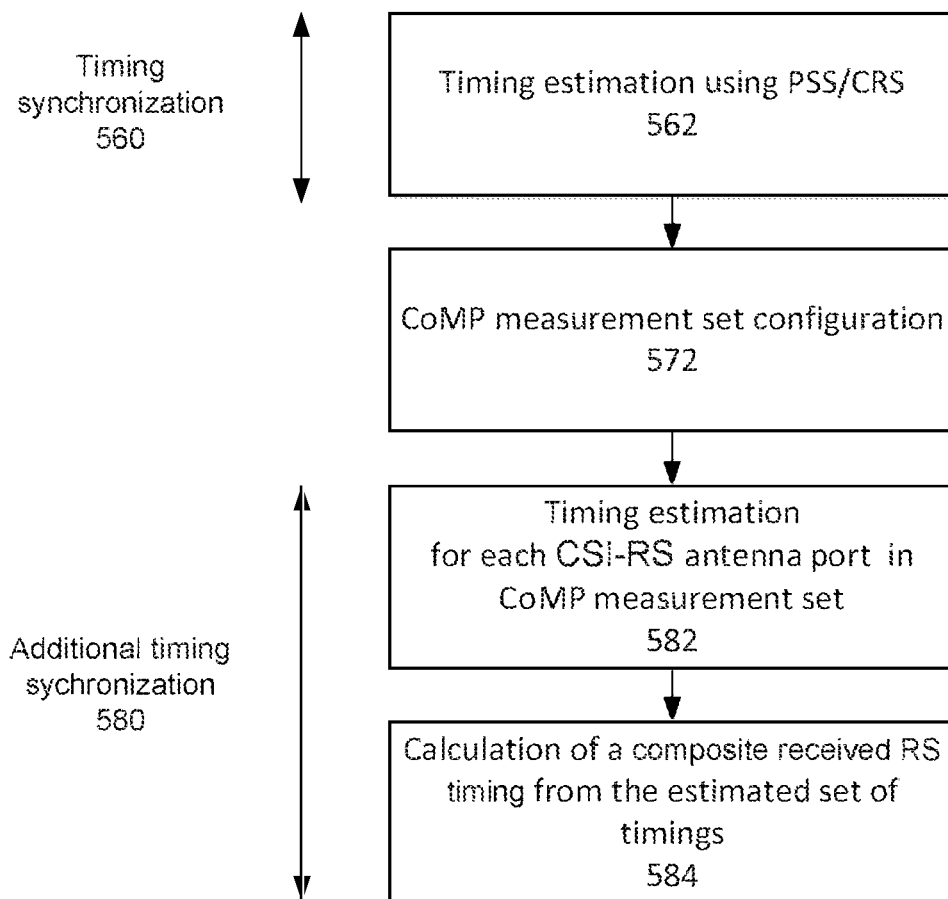 Timing
synchronization
560
Timing estimation using PSS/CRS
562
CoMP measurement set configuration
572
Additional timing
sychronization
580
Timing estimation
for each CSI-RS antenna port in
CoMP measurement set
582
Calculation of a composite received RS
timing from the estimated set of
timings
584